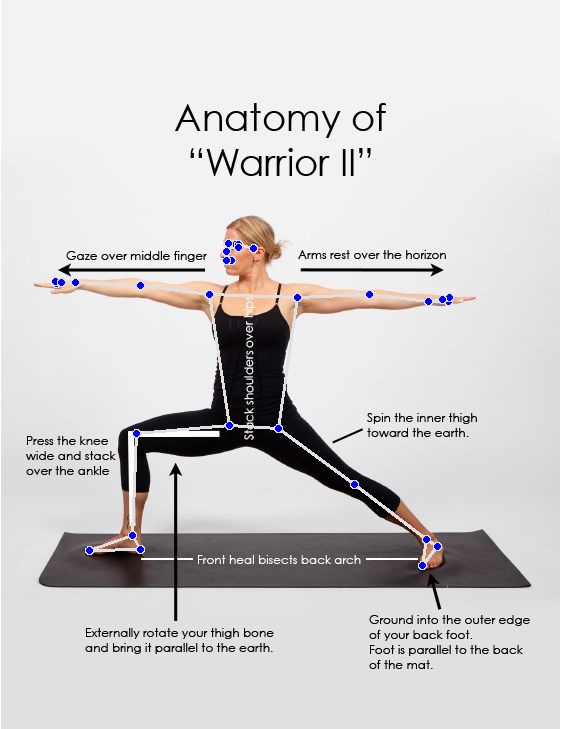 Anatomy of
“Warrior II”
Gaze over middle finger
Arms rest over the horizon
Stack shoulders over hips
Spin the inner thigh
toward the earth.
Press the knee
wide and stack
over the ankle
Front heal bisects back arch
Externally rotate your thigh bone
and bring it parallel to the earth.
Ground into the outer edge
of your back foot.
Foot is parallel to the back
of the mat.